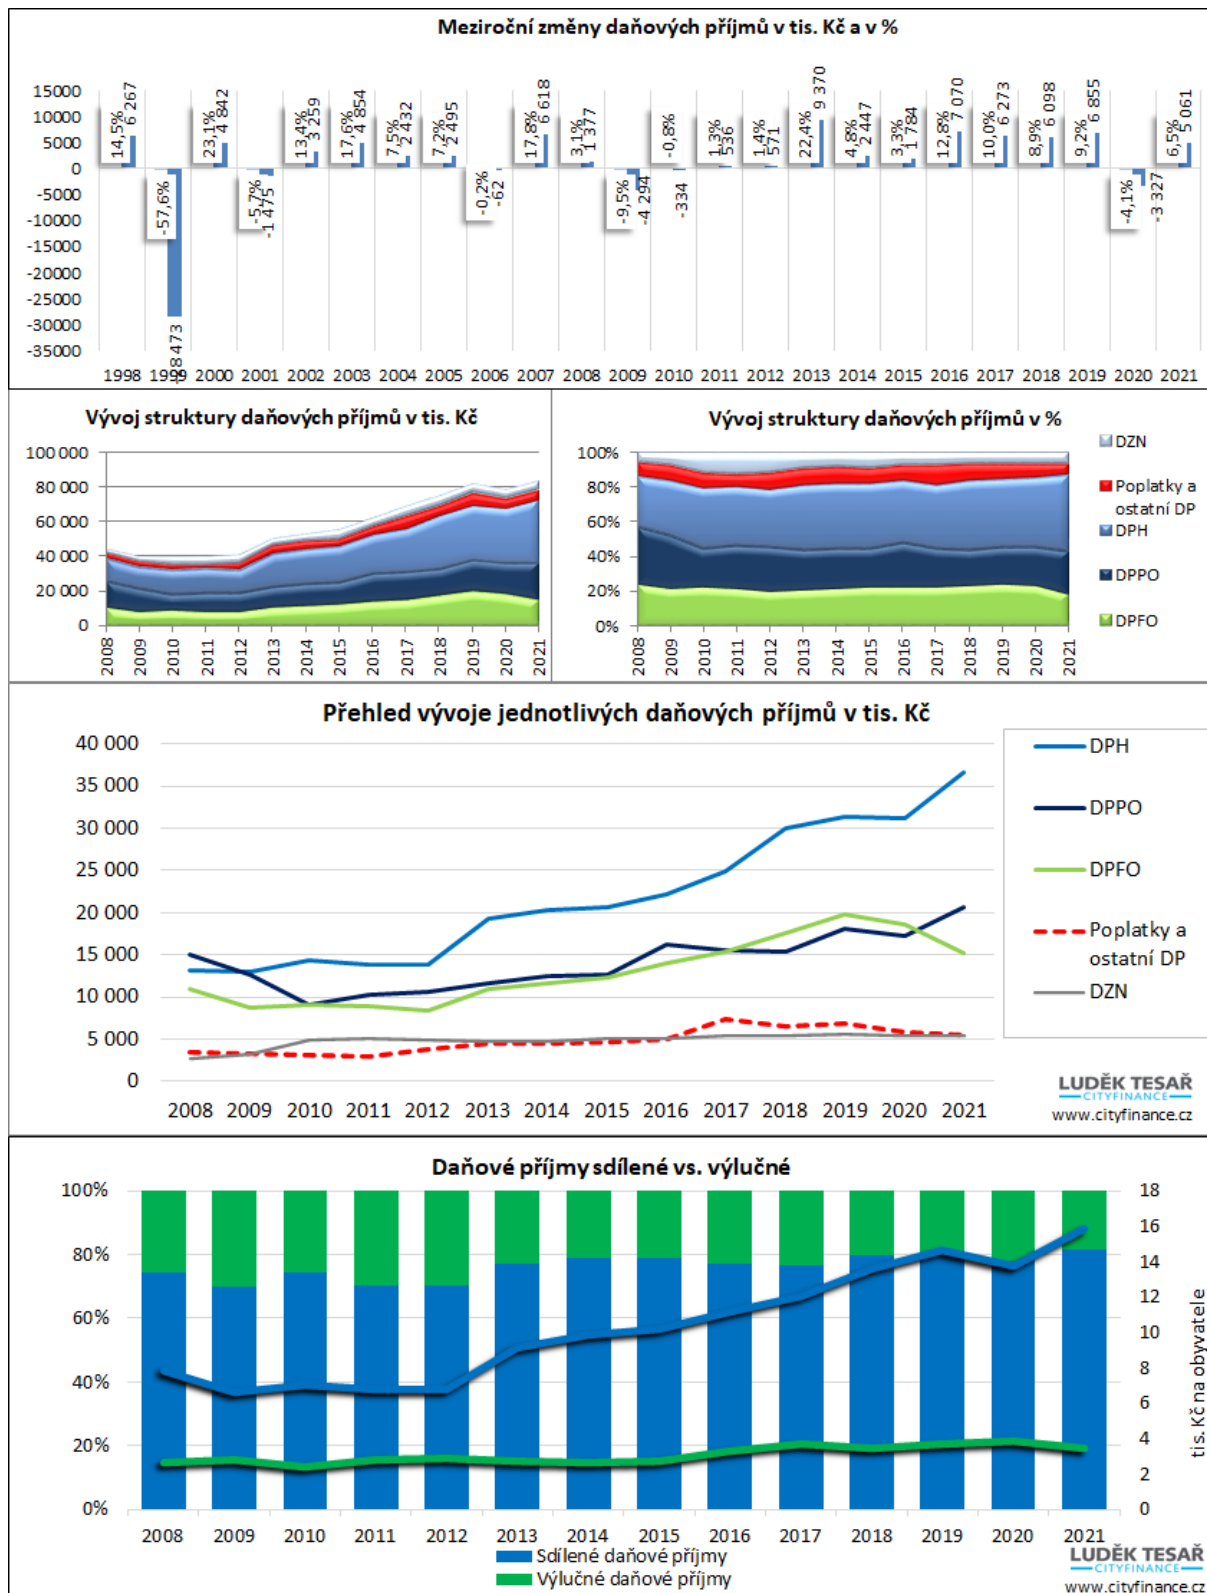 Meziroční změny daňových příjmů v tis. Kč a v %
15000
10000
5000
0
-5000
-10000
-15000
-20000
-25000
-30000
-35000
14,5% 6 267
-57,6% 8 473
23,1% 4 842
-5,7% -1 475
13,4% 3 259
17,6% 4 854
7,5% 2 432
7,2% 2 495
-0,2% -62
17,8% 6 618
3,1% 1 377
-9,5% -4 294
-0,8% -334
1,3% 536
1,4% 571
22,4% 9 370
4,8% 2 447
3,3% 1 784
12,8% 7 070
10,0% 6 273
8,9% 6 098
9,2% 6 855
-4,1% -3 327
6,5% 5 061
1998 1999 2000 2001 2002 2003 2004 2005 2006 2007 2008 2009 2010 2011 2012 2013 2014 2015 2016 2017 2018 2019 2020 2021
Vývoj struktury daňových příjmů v tis. Kč
100 000
80 000
60 000
40 000
20 000
0
2008 2009 2010 2011 2012 2013 2014 2015 2016 2017 2018 2019 2020 2021
Vývoj struktury daňových příjmů v %
100%
80%
60%
40%
20%
0%
2008 2009 2010 2011 2012 2013 2014 2015 2016 2017 2018 2019 2020 2021
DZN
Poplatky a
ostatní DP
DPH
DPPO
DPFO
Přehled vývoje jednotlivých daňových příjmů v tis. Kč
40 000
35 000
30 000
25 000
20 000
15 000
10 000
5 000
0
2008 2009 2010 2011 2012 2013 2014 2015 2016 2017 2018 2019 2020 2021
DPH
DPPO
DPFO
Poplatky a
ostatní DP
DZN
LUDĚK TESAŘ
CITYFINANCE
www.cityfinance.cz
Daňové příjmy sdílené vs. výlučné
100%
80%
60%
40%
20%
0%
18
16
14
12
10
8
6
4
2
0
tis. Kč na obyvatele
2008 2009 2010 2011 2012 2013 2014 2015 2016 2017 2018 2019 2020 2021
Sdílené daňové příjmy
Výlučné daňové příjmy
LUDĚK TESAŘ
CITYFINANCE
www.cityfinance.cz